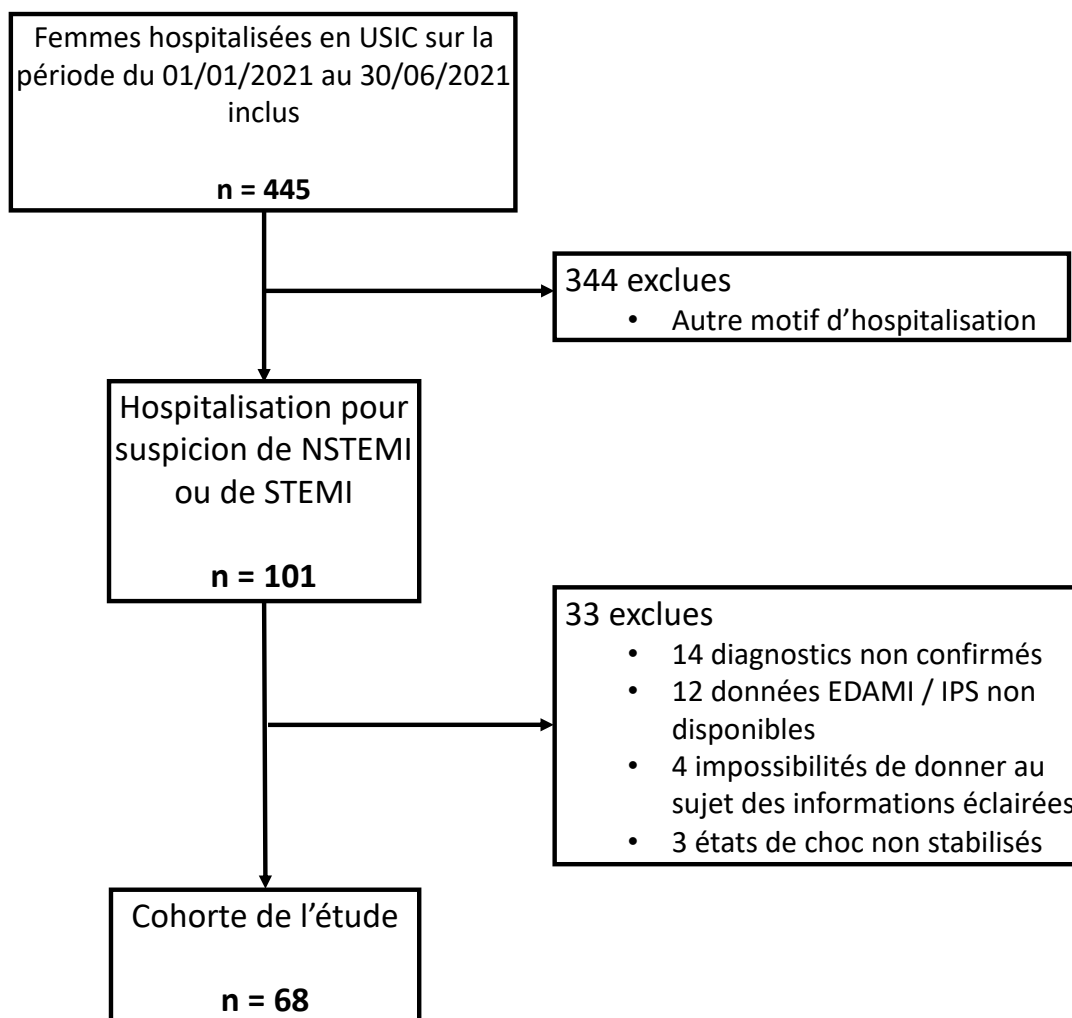 Femmes hospitalisées en USIC sur la
période du 01/01/2021 au 30/06/2021
inclus
n = 445
344 exclues
• Autre motif d’hospitalisation
Hospitalisation pour
suspicion de NSTEMI
ou de STEMI
n = 101
33 exclues
• 14 diagnostics non confirmés
• 12 données EDAMI / IPS non
disponibles
• 4 impossibilités de donner au
sujet des informations éclairées
• 3 états de choc non stabilisés
Cohorte de l’étude
n = 68